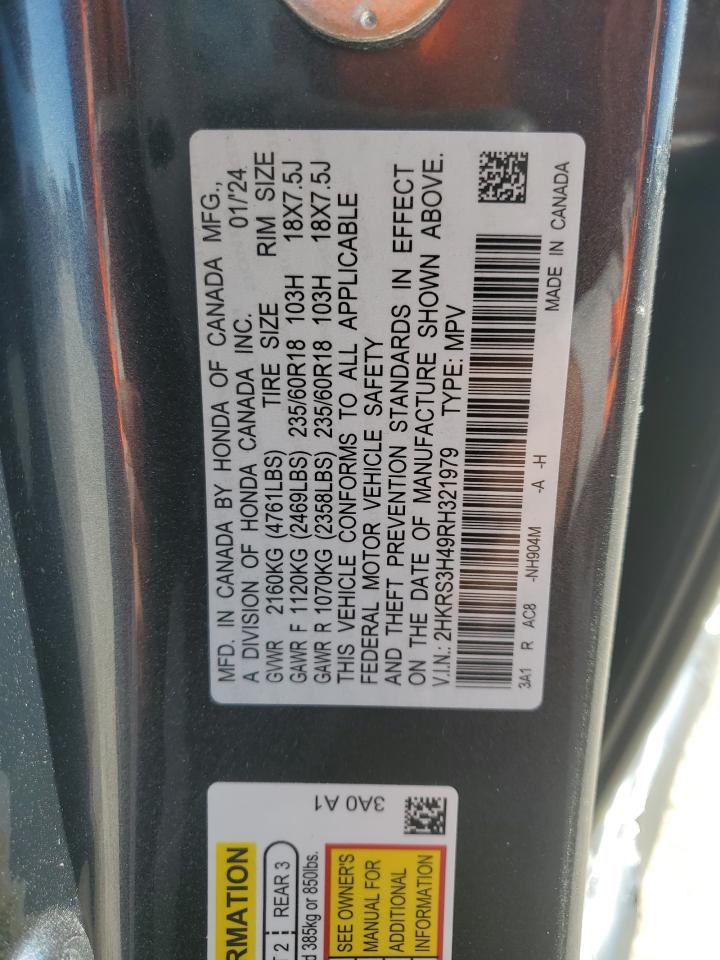 MFD. IN CANADA BY HONDA OF CANADA MFG.,
A DIVISION OF HONDA CANADA INC. 01/'24
GVWR 2160KG (4761LBS) TIRE SIZE RIM SIZE
GAWR F 1120KG (2469LBS) 235/60R18 103H 18X7.5J
GAWR R 1070KG (2358LBS) 235/60R18 103H 18X7.5J
THIS VEHICLE CONFORMS TO ALL APPLICABLE
FEDERAL MOTOR VEHICLE SAFETY
AND THEFT PREVENTION STANDARDS IN EFFECT
ON THE DATE OF MANUFACTURE SHOWN ABOVE.
V.I.N.: 2HKRS3H49RH321979 TYPE: MPV
3A1 R AC8 -NH904M -A -H
MADE IN CANADA
3A0 A1
RMATION
2 REAR 3
385kg or 850lbs.
SEE OWNER'S
MANUAL FOR
ADDITIONAL
INFORMATION